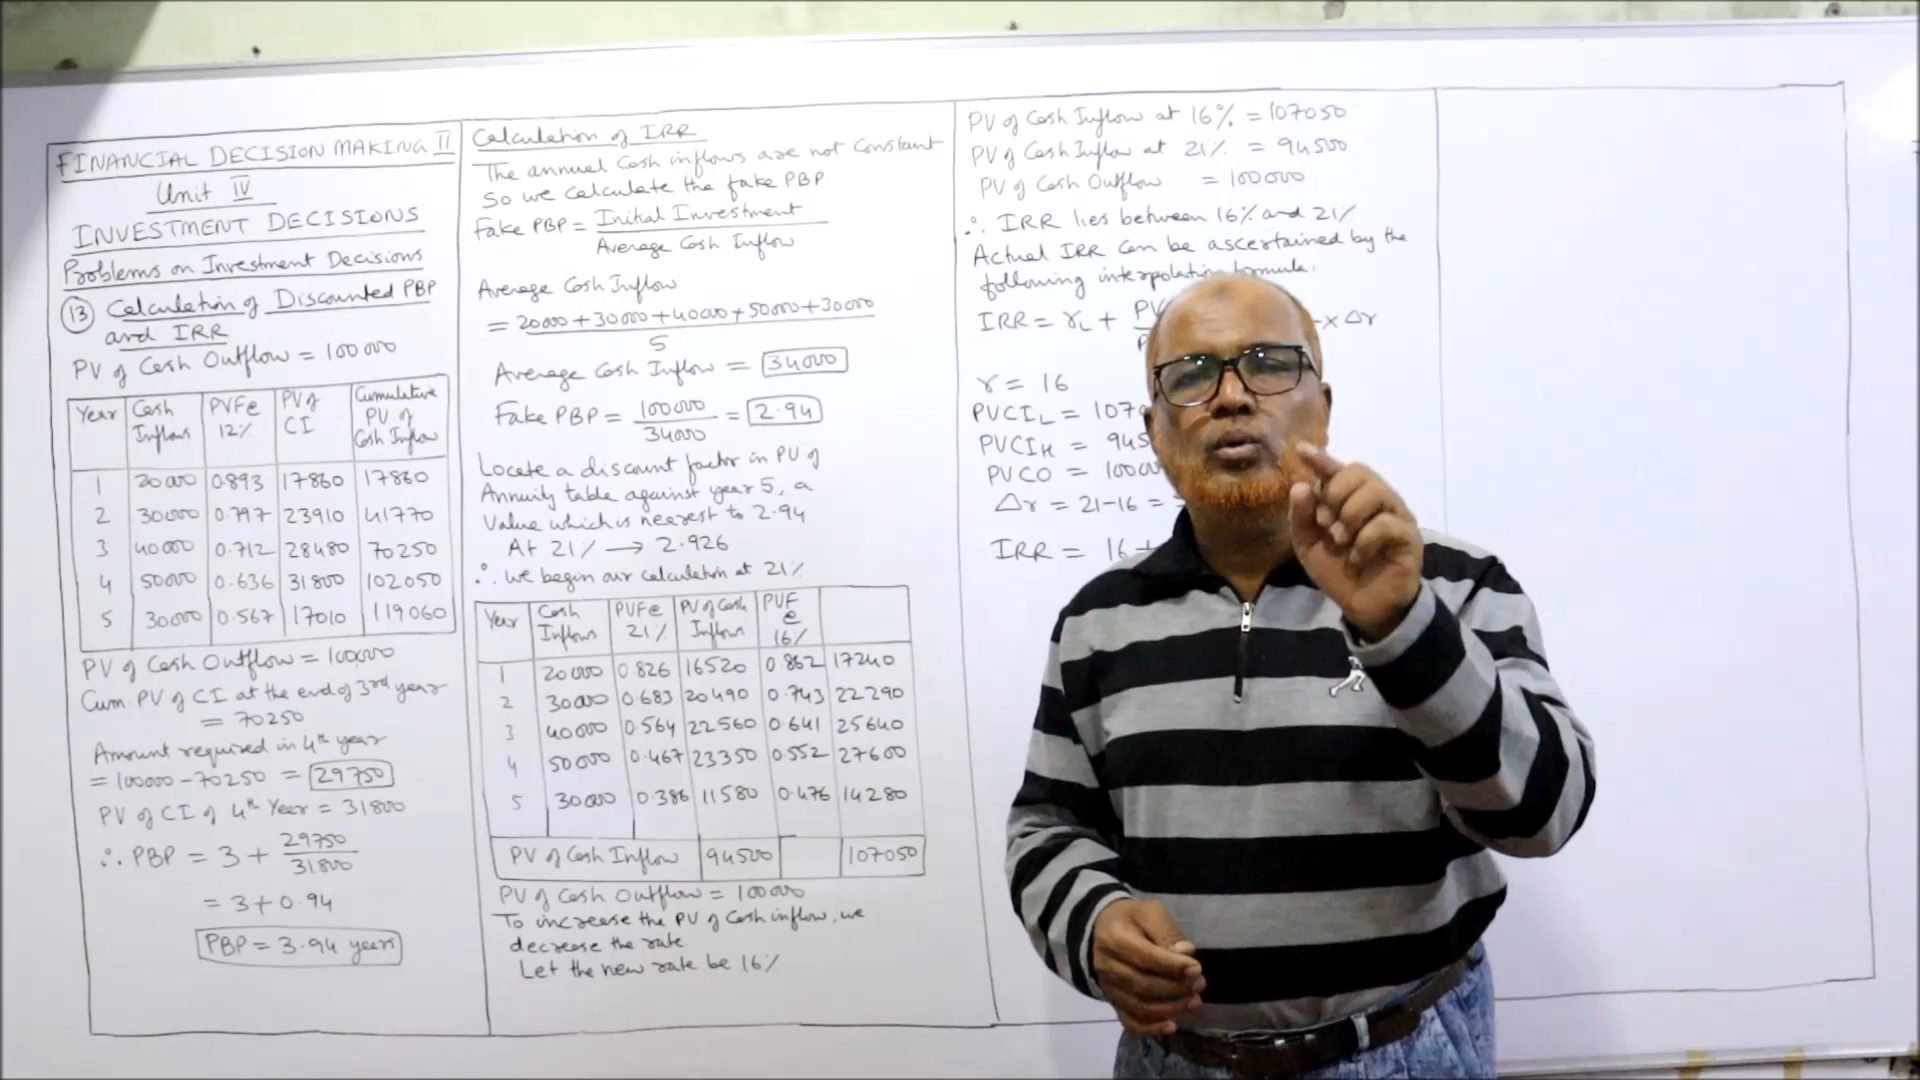 FINANCIAL DECISION MAKING II
Unit IV
INVESTMENT DECISIONS
Problems on Investment Decisions
13 Calculation of Discounted PBP
and IRR
PV of Cash Outflow = 100000
Year Cash Inflows PVFe 12% PV of CI Cumulative PV of Cash Inflow
1 20000 0.893 17860 17860
2 30000 0.797 23910 41770
3 40000 0.712 28480 70250
4 50000 0.636 31800 102050
5 30000 0.567 17010 119060
PV of Cash Outflow = 100000
Cum PV of CI at the end of 3rd year
= 70250
Amount required in 4th year
= 100000 - 70250 = 29750
PV of CI of 4th Year = 31800
∴ PBP = 3 + 29750/31800
= 3 + 0.94
PBP = 3.94 years
Calculation of IRR
The annual Cash inflows are not Constant
So we calculate the fake PBP.
Fake PBP = Initial Investment / Average Cash Inflow
Average Cash Inflow
= 20000 + 30000 + 40000 + 50000 + 30000 / 5
Average Cash Inflow = 34000
Fake PBP = 100000/34000 = 2.94
Locate a discount factor in PV of
Annuity table against year 5, a
Value which is nearest to 2.94
At 21% → 2.926
∴ We begin our calculation at 21%
Year Cash Inflows PVFe 21% PV of Cash Inflows PVFe 16%
1 20000 0.826 16520 0.862 17240
2 30000 0.683 20490 0.743 22290
3 40000 0.564 22560 0.641 25640
4 50000 0.467 23350 0.552 27600
5 30000 0.386 11580 0.476 14280
PV of Cash Inflow 94500 107050
PV of Cash Outflow = 100000
To increase the PV of Cash inflow, we
decrease the rate.
Let the new rate be 16%
PV of Cash Inflow at 16% = 107050
PV of Cash Inflow at 21% = 94500
PV of Cash Outflow = 100000
∴ IRR lies between 16% and 21%
Actual IRR Can be ascertained by the
following interpolation formula.
IRR = rL + PV × Δr
r = 16
PVCIL = 107
PVCIH = 945
PVCO = 1000
Δr = 21-16 =
IRR = 16 +